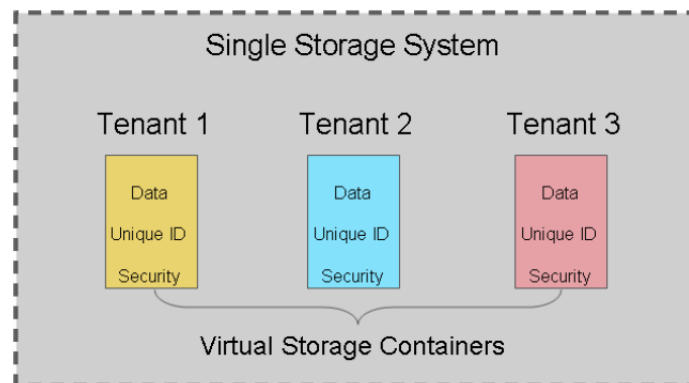 Single Storage System
Tenant 1
Tenant 2
Tenant 3
Data
Unique ID
Security
Data
Unique ID
Security
Data
Unique ID
Security
Virtual Storage Containers